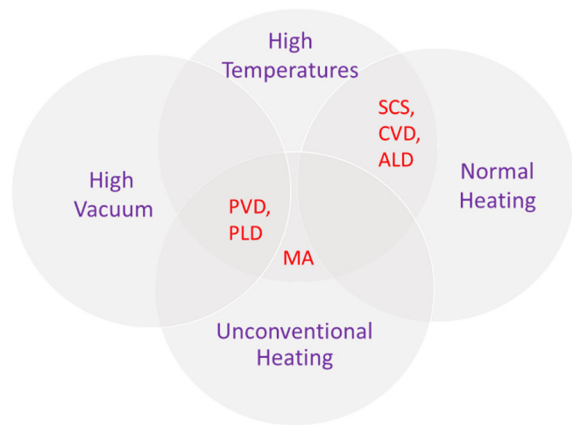 High
Temperatures
SCS,
CVD,
ALD
High
Vacuum
Normal
Heating
PVD,
PLD
MA
Unconventional
Heating